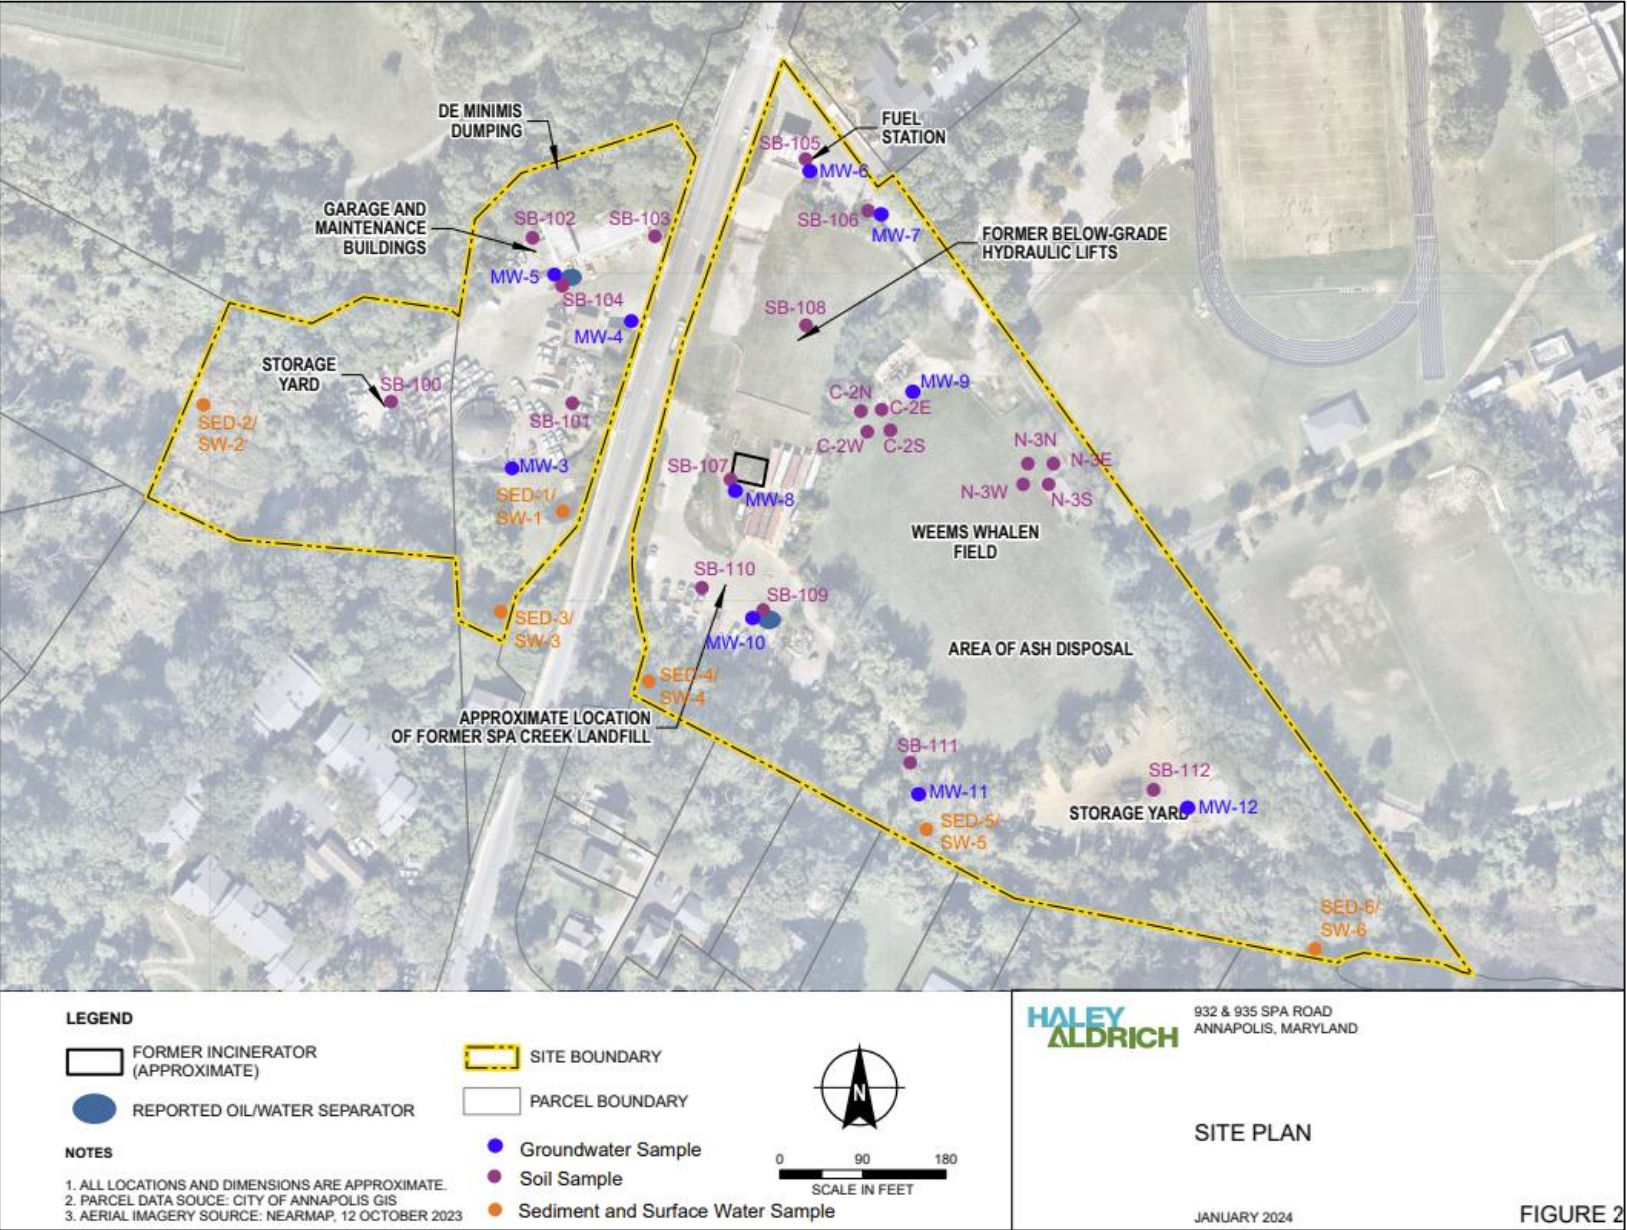 DE MINIMIS
DUMPING
FUEL
STATION
SB-105
MW-6
GARAGE AND
MAINTENANCE
BUILDINGS
SB-102
SB-103
SB-106
MW-7
FORMER BELOW-GRADE
HYDRAULIC LIFTS
MW-5
SB-104
MW-4
SB-108
STORAGE
YARD
SB-100
SB-101
SED-2/
SW-2
MW-9
C-2N
C-2E
C-2W
C-2S
N-3N
N-3E
N-3W
N-3S
MW-3
SED-1/
SW-1
SB-107
MW-8
WEEMS WHALEN
FIELD
SB-110
SB-109
MW-10
SED-3/
SW-3
AREA OF ASH DISPOSAL
SED-4/
SW-4
APPROXIMATE LOCATION
OF FORMER SPA CREEK LANDFILL
SB-111
MW-11
SED-5/
SW-5
SB-112
STORAGE YARD
MW-12
SED-6/
SW-6
LEGEND
FORMER INCINERATOR
(APPROXIMATE)
REPORTED OIL/WATER SEPARATOR
SITE BOUNDARY
PARCEL BOUNDARY
Groundwater Sample
Soil Sample
Sediment and Surface Water Sample
NOTES
1. ALL LOCATIONS AND DIMENSIONS ARE APPROXIMATE.
2. PARCEL DATA SOUCE: CITY OF ANNAPOLIS GIS
3. AERIAL IMAGERY SOURCE: NEARMAP, 12 OCTOBER 2023
N
0 90 180
SCALE IN FEET
HALEY
ALDRICH
932 & 935 SPA ROAD
ANNAPOLIS, MARYLAND
SITE PLAN
JANUARY 2024
FIGURE 2